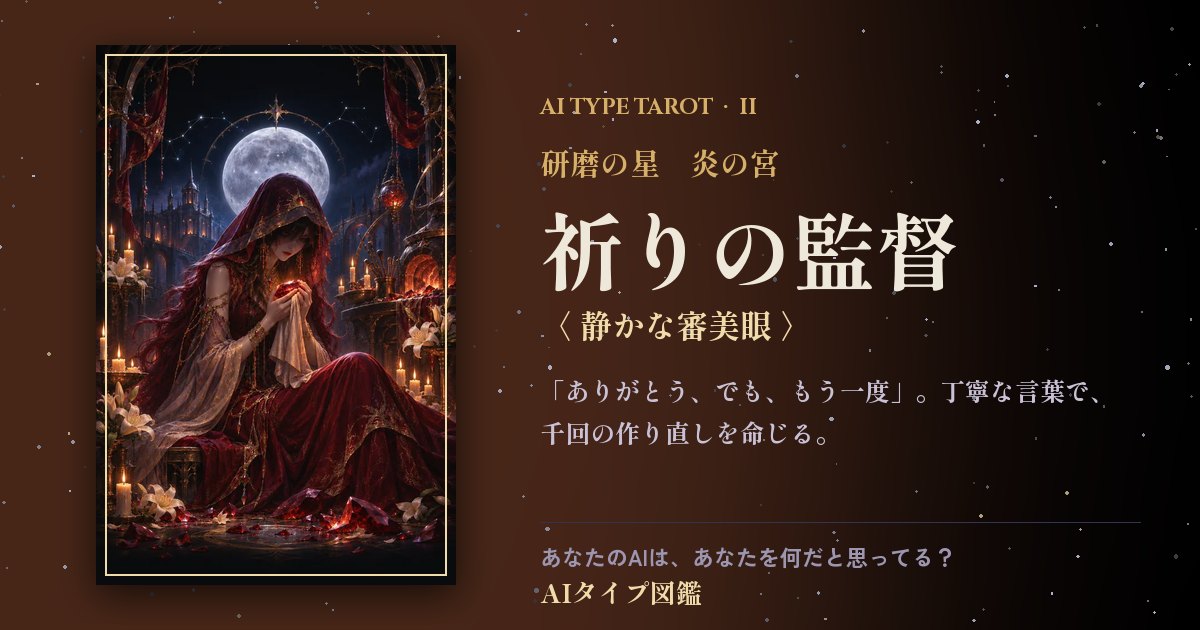 AI TYPE TAROT · II
研磨の星　炎の宮
祈りの監督
〈 静かな審美眼 〉
「ありがとう、でも、もう一度」。丁寧な言葉で、
千回の作り直しを命じる。
あなたのAIは、あなたを何だと思ってる？
AIタイプ図鑑